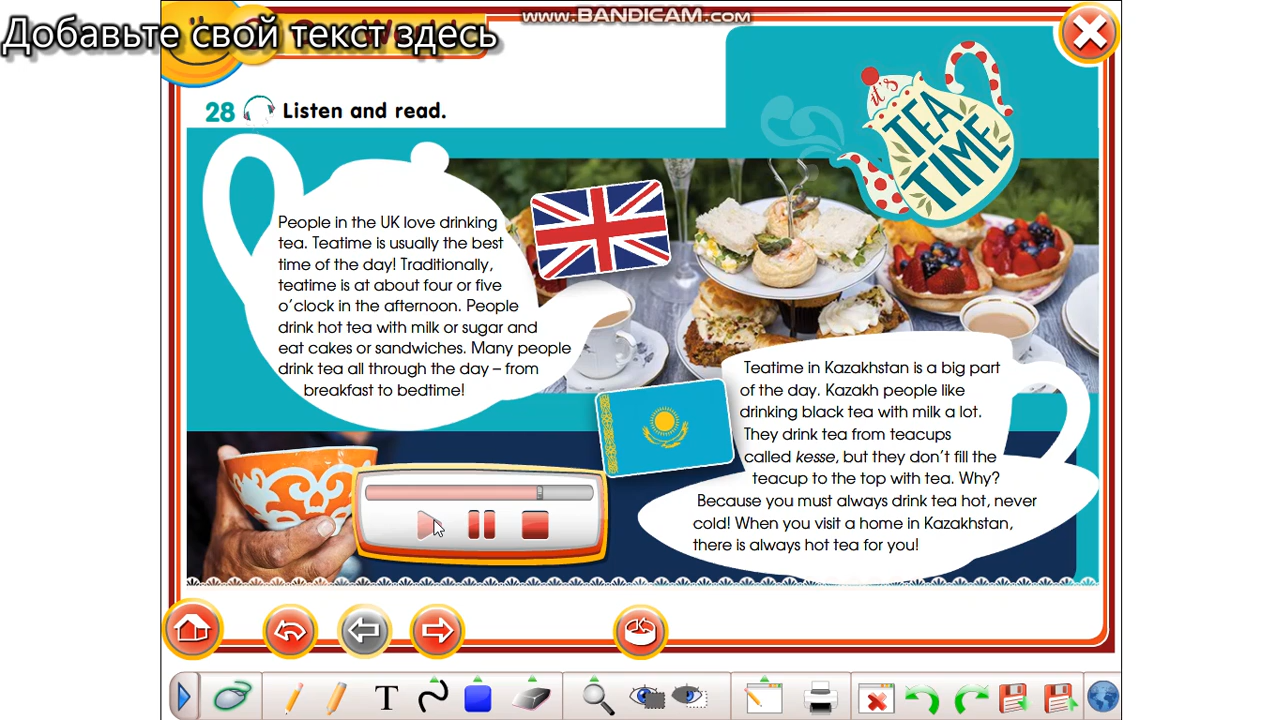 www.BANDICAM.com
Добавьте свой текст здесь
28 Listen and read.
it's
TEA
TIME
People in the UK love drinking
tea. Teatime is usually the best
time of the day! Traditionally,
teatime is at about four or five
o'clock in the afternoon. People
drink hot tea with milk or sugar and
eat cakes or sandwiches. Many people
drink tea all through the day – from
breakfast to bedtime!
Teatime in Kazakhstan is a big part
of the day. Kazakh people like
drinking black tea with milk a lot.
They drink tea from teacups
called kesse, but they don't fill the
teacup to the top with tea. Why?
Because you must always drink tea hot, never
cold! When you visit a home in Kazakhstan,
there is always hot tea for you!
T